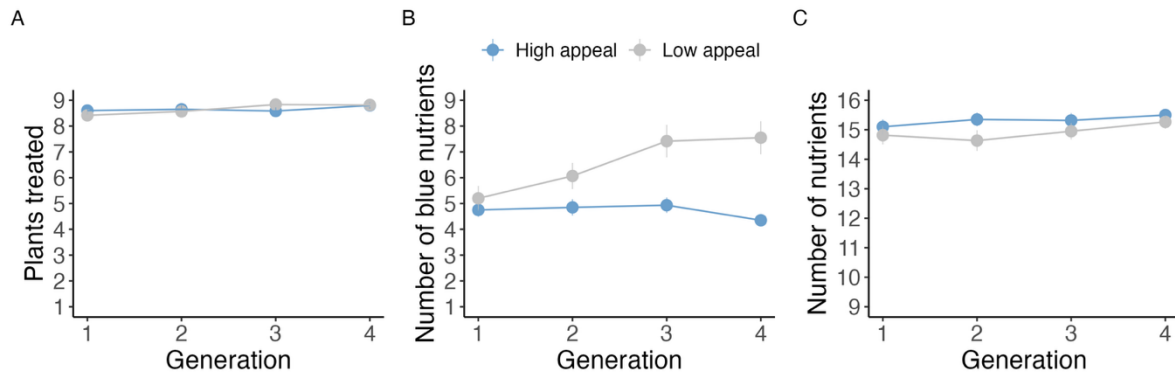 A
B
C
High appeal
Low appeal
Plants treated
9
8
7
6
5
4
3
2
1
1 2 3 4
Generation
Number of blue nutrients
9
8
7
6
5
4
3
2
1
1 2 3 4
Generation
Number of nutrients
16
15
14
13
12
11
10
9
1 2 3 4
Generation